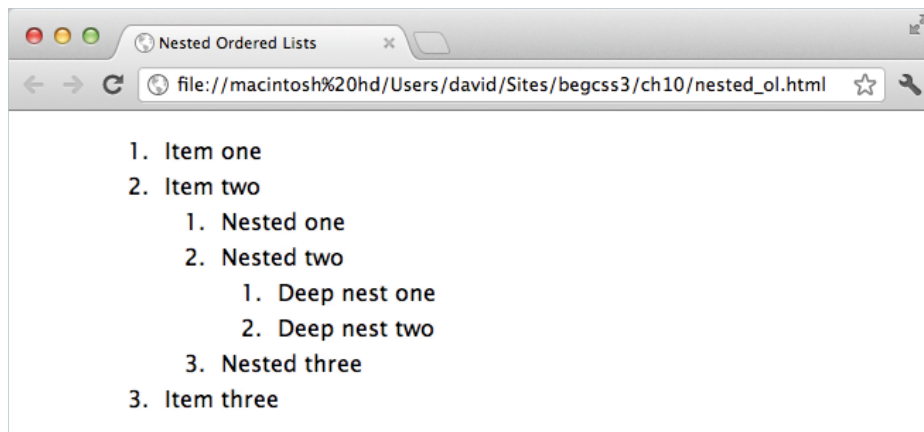 Nested Ordered Lists
file://macintosh%20hd/Users/david/Sites/begcss3/ch10/nested_ol.html
1. Item one
2. Item two
1. Nested one
2. Nested two
1. Deep nest one
2. Deep nest two
3. Nested three
3. Item three